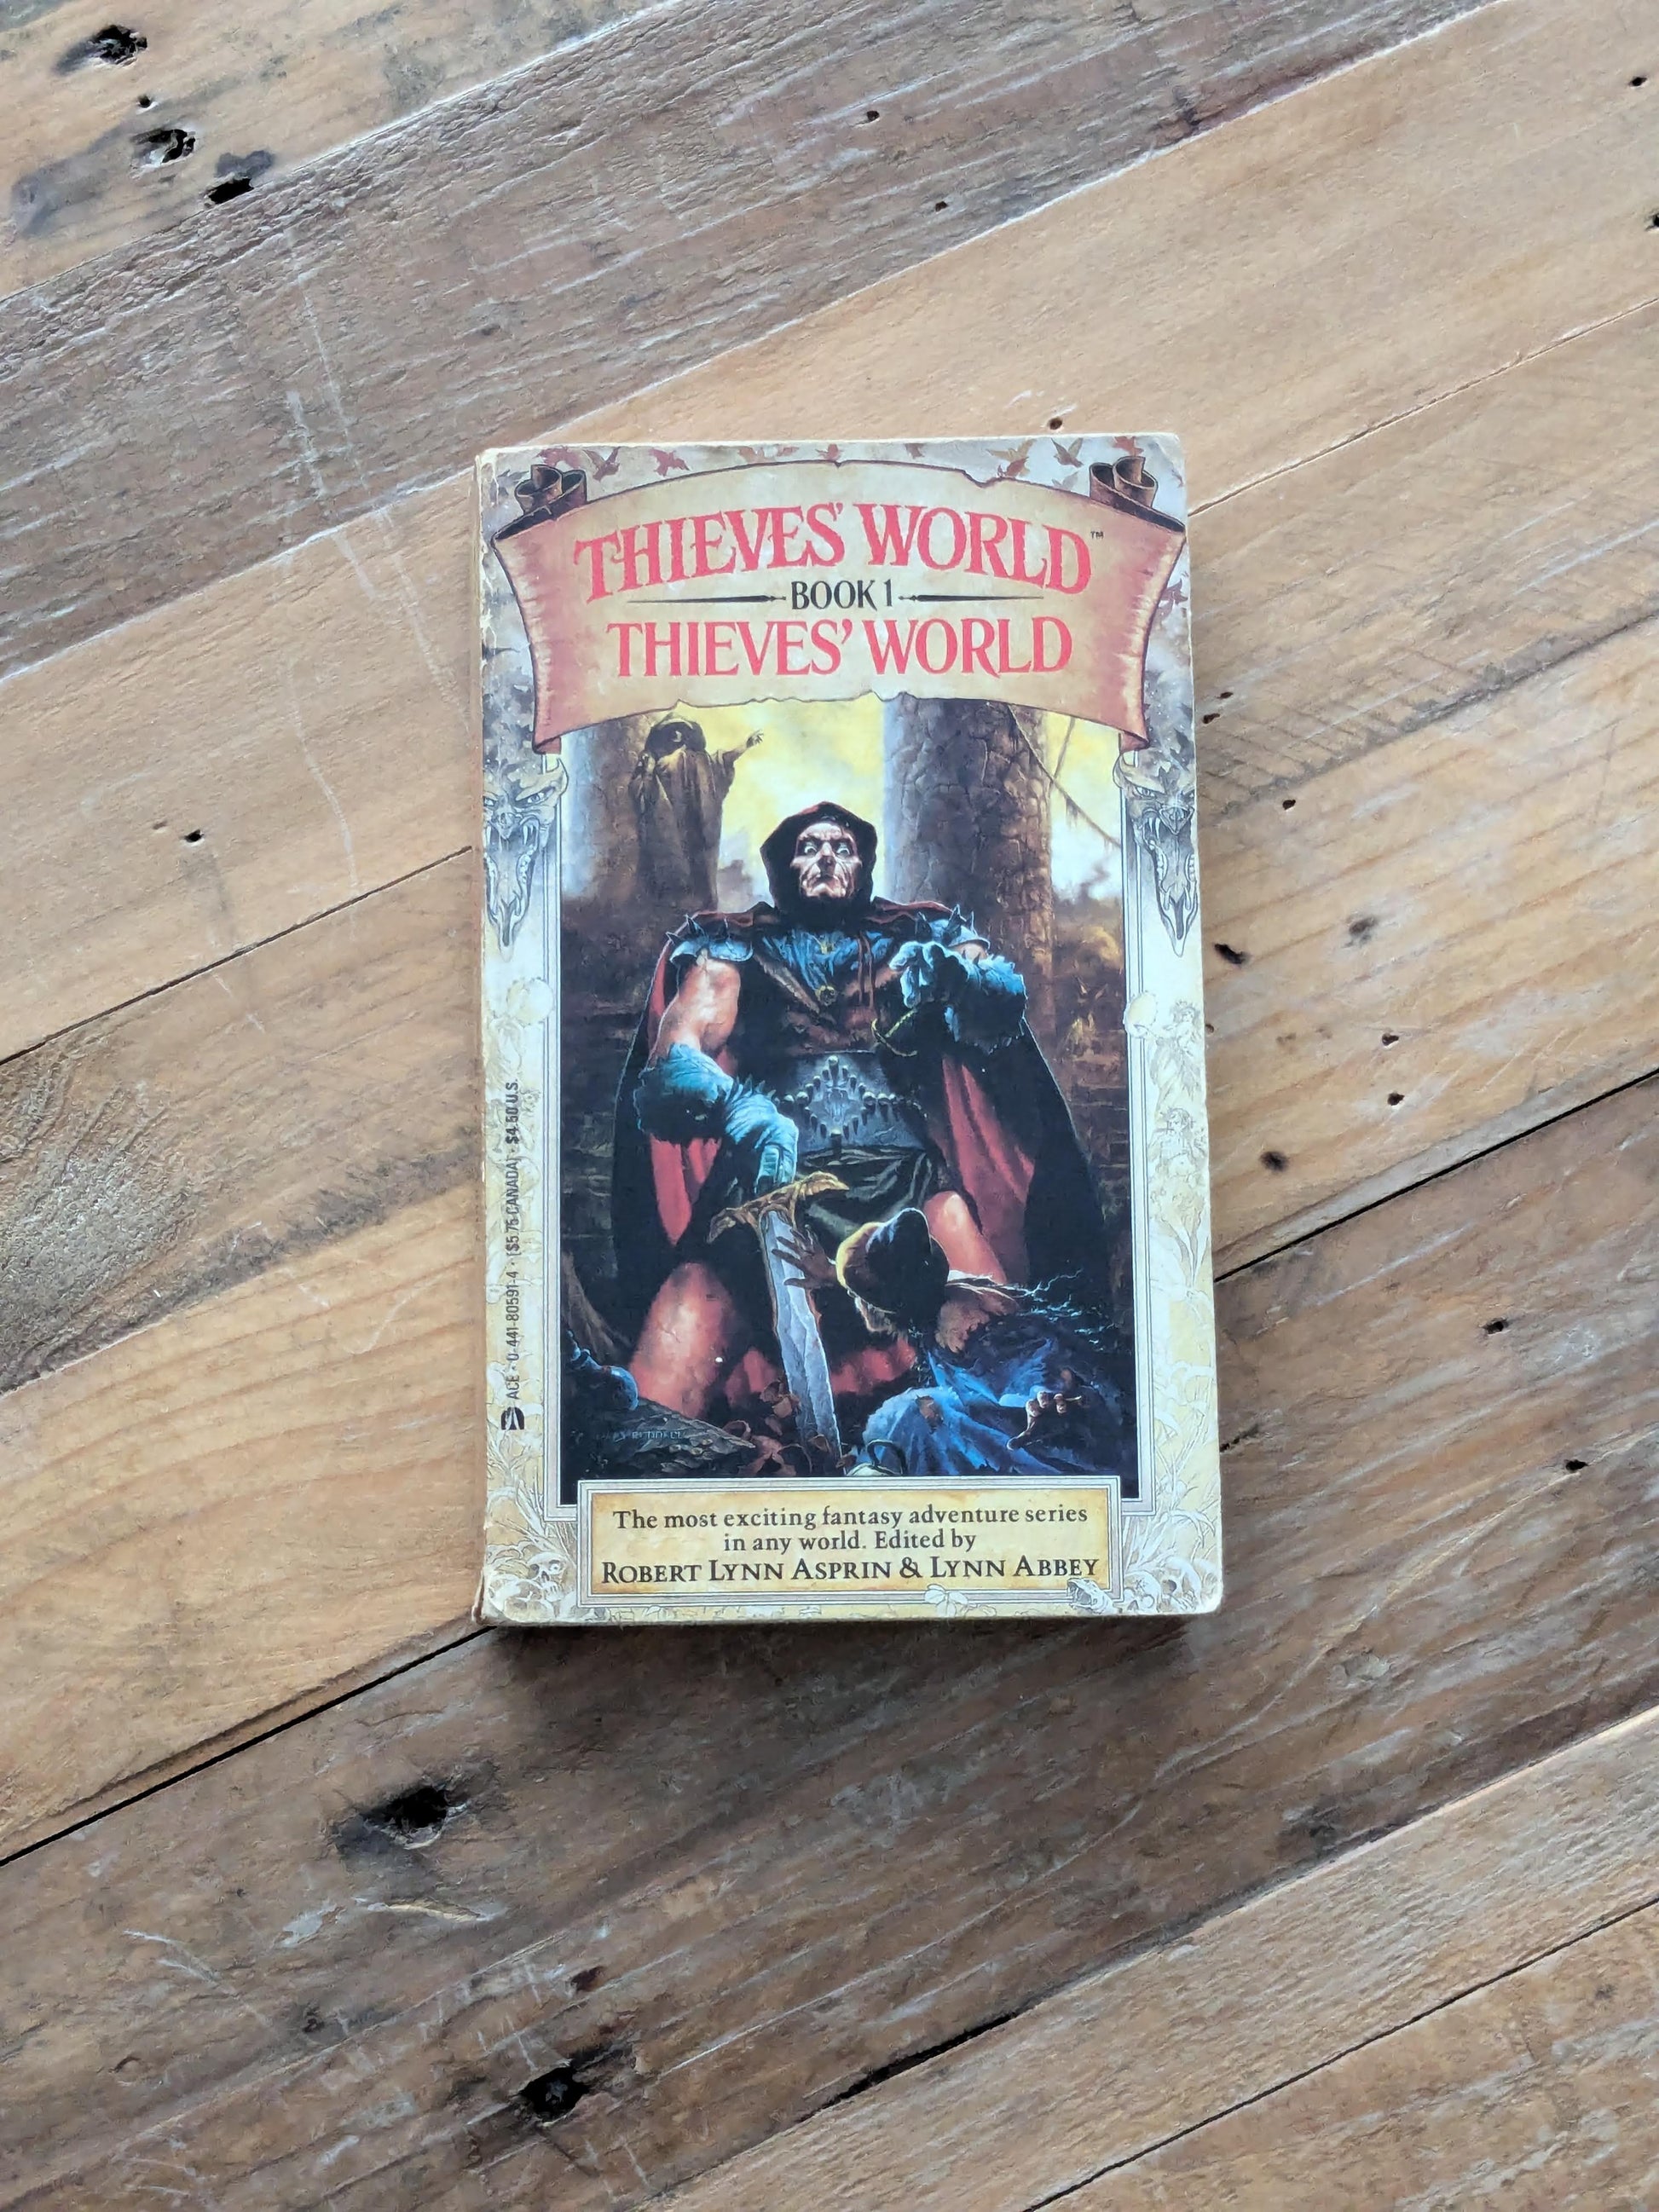 THIEVES' WORLD™
BOOK 1
THIEVES' WORLD
ACE • 0-441-80591-4 • [$5.75 CANADA] • $4.50 U.S.
The most exciting fantasy adventure series
in any world. Edited by
ROBERT LYNN ASPRIN & LYNN ABBEY